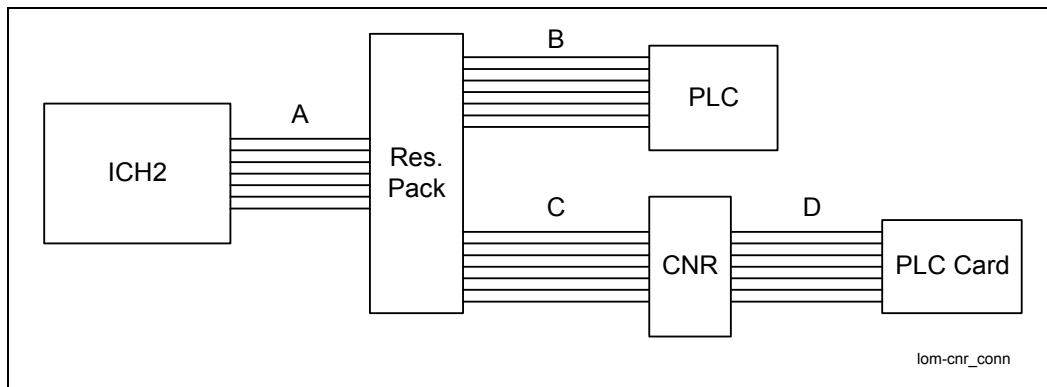 B
PLC
A
ICH2
Res.
Pack
C
D
CNR
PLC Card
lom-cnr_conn